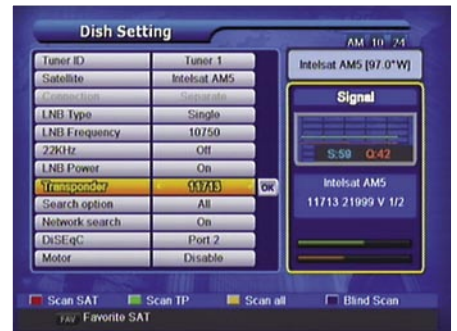 Dish Setting
AM 10 24
Tuner ID Tuner 1
Satellite Intelsat AM5
Connection Separate
LNB Type Single
LNB Frequency 10750
22KHz Off
LNB Power On
Transponder 11713 OK
Search option All
Network search On
DiSEqC Port 2
Motor Disable
Intelsat AM5 [97.0°W]
Signal
S:59 Q:42
Intelsat AM5
11713 21999 V 1/2
Scan SAT Scan TP Scan all Blind Scan
FAV Favorite SAT